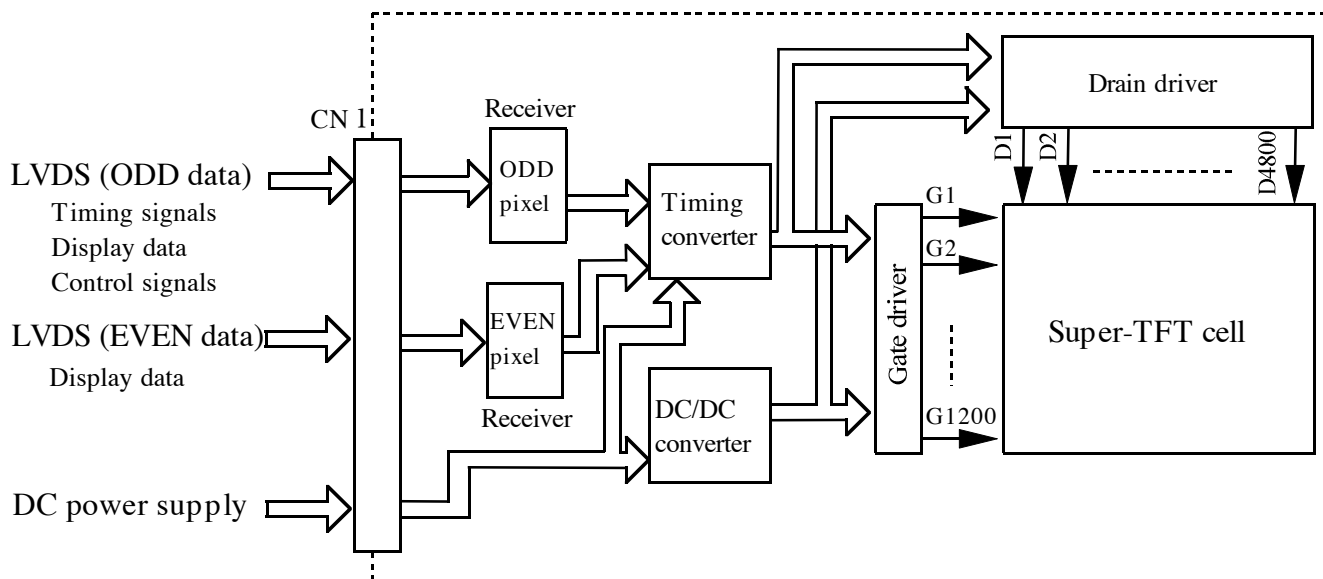 CN 1
LVDS (ODD data)
Timing signals
Display data
Control signals
LVDS (EVEN data)
Display data
DC power supply
Receiver
ODD
pixel
EVEN
pixel
Receiver
Timing
converter
DC/DC
converter
Gate driver
G1
G2
G1200
Drain driver
D1
D2
D4800
Super-TFT cell